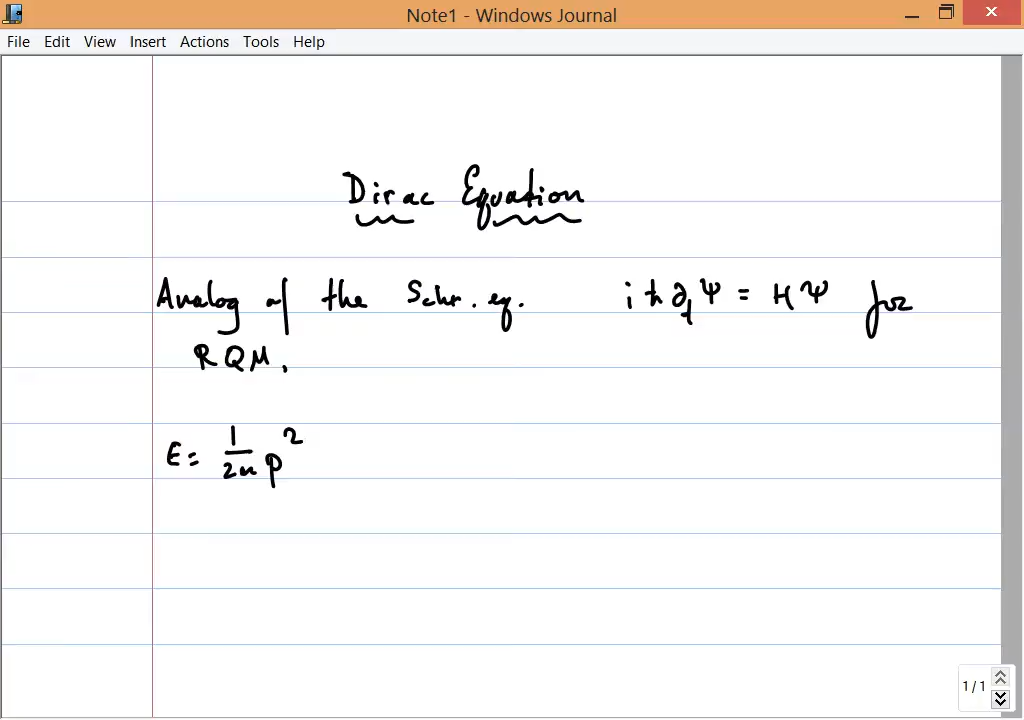 Note1 - Windows Journal
File Edit View Insert Actions Tools Help
Dirac Equation
Analog of the Schr. eq. iħ∂ₜΨ = HΨ for
RQM.
E = 1/2m p²
1 / 1